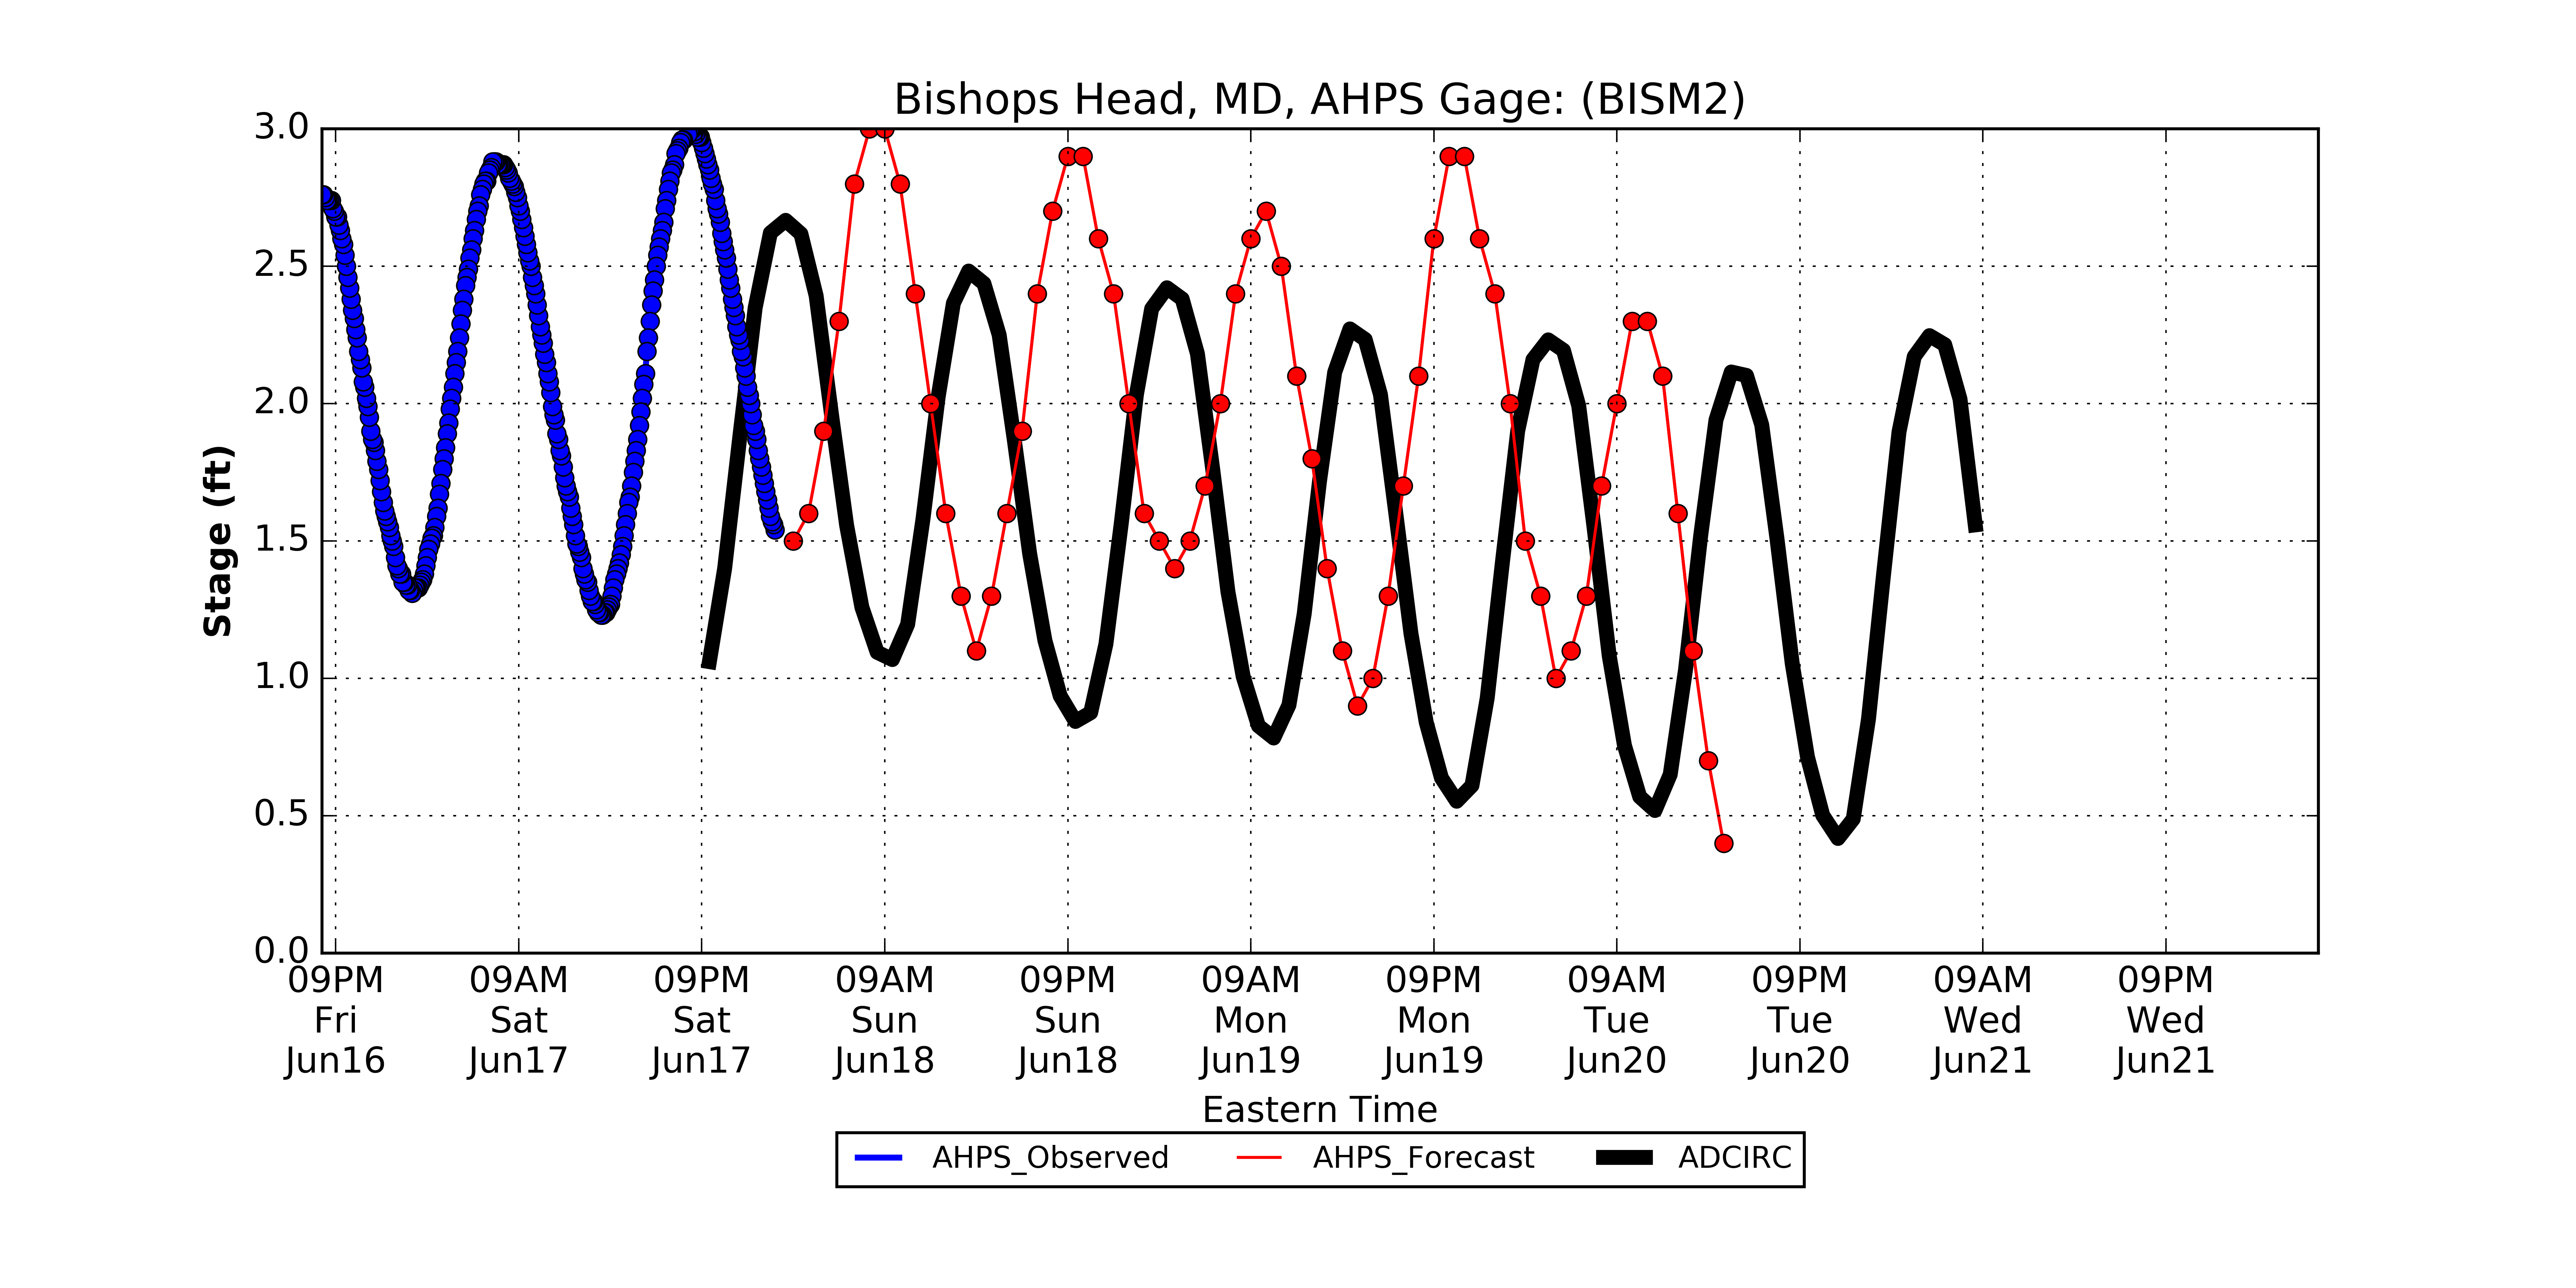 Bishops Head, MD, AHPS Gage: (BISM2)
3.0
2.5
2.0
1.5
1.0
0.5
0.0
Stage (ft)
09PM 09AM 09PM 09AM 09PM 09AM 09PM 09AM 09PM 09AM 09PM
Fri Sat Sat Sun Sun Mon Mon Tue Tue Wed Wed
Jun16 Jun17 Jun17 Jun18 Jun18 Jun19 Jun19 Jun20 Jun20 Jun21 Jun21
Eastern Time
AHPS_Observed AHPS_Forecast ADCIRC